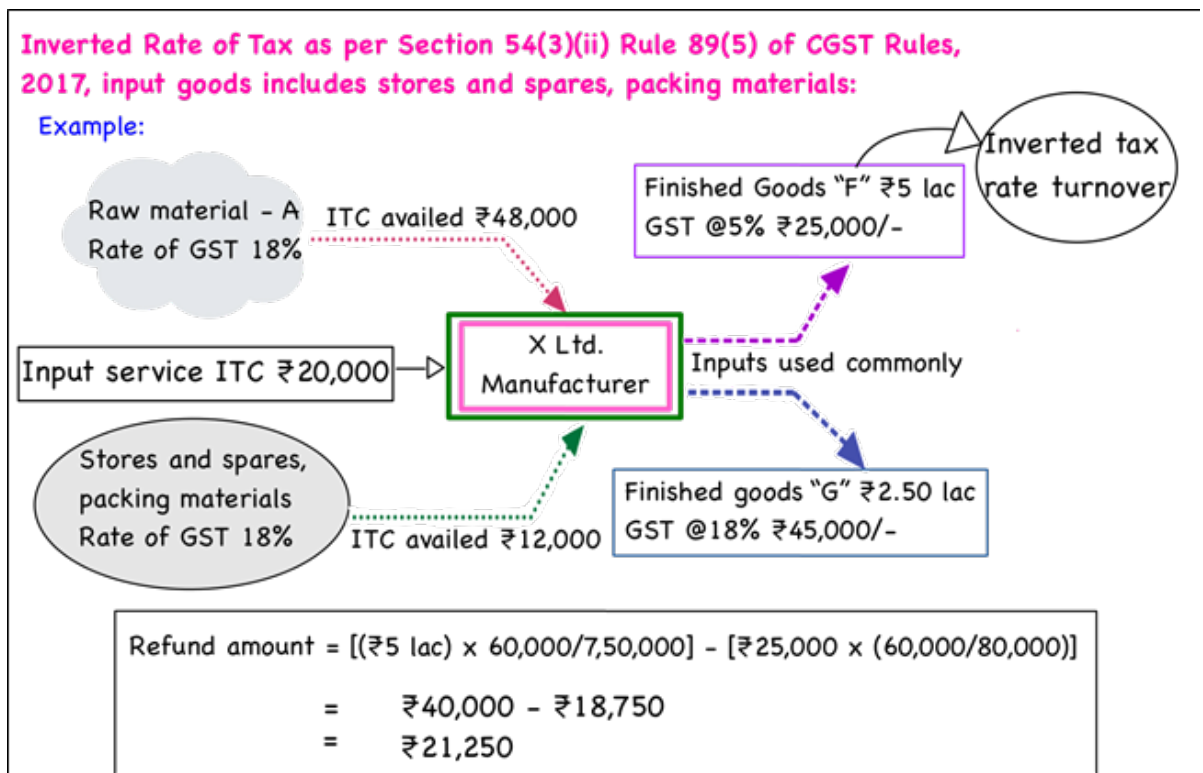 Inverted Rate of Tax as per Section 54(3)(ii) Rule 89(5) of CGST Rules,
2017, input goods includes stores and spares, packing materials:
Example:
Raw material - A
Rate of GST 18%
ITC availed ₹48,000
Finished Goods "F" ₹5 lac
GST @5% ₹25,000/-
Inverted tax
rate turnover
Input service ITC ₹20,000
X Ltd.
Manufacturer
Inputs used commonly
Stores and spares,
packing materials
Rate of GST 18%
ITC availed ₹12,000
Finished goods "G" ₹2.50 lac
GST @18% ₹45,000/-
Refund amount = [(₹5 lac) x 60,000/7,50,000] - [₹25,000 x (60,000/80,000)]
= ₹40,000 - ₹18,750
= ₹21,250